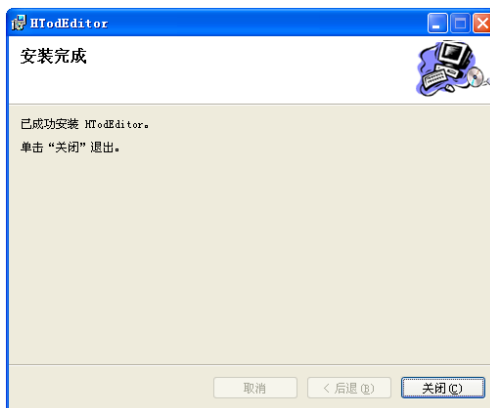 HTodEditor
安装完成
已成功安装 HTodEditor。
单击“关闭”退出。
取消
< 后退(B)
关闭(C)